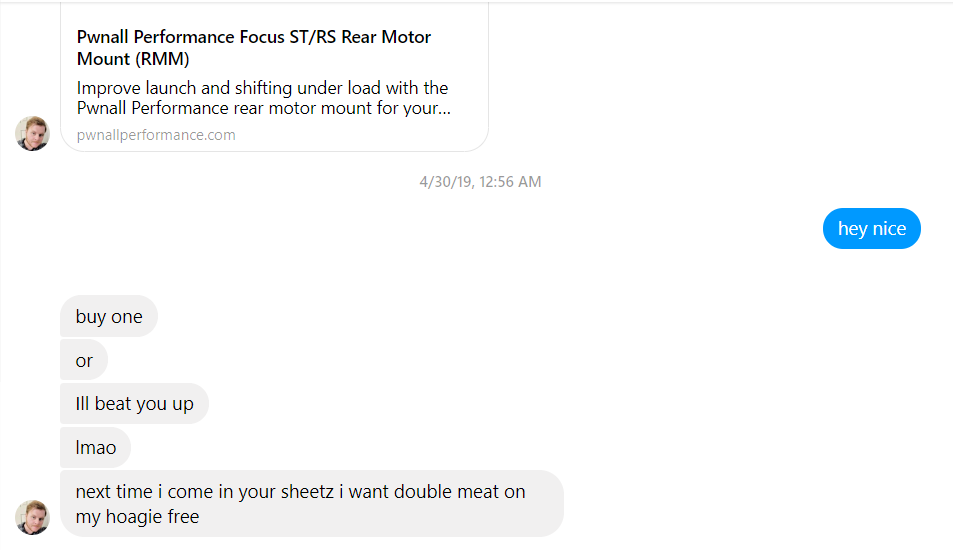 Pwnall Performance Focus ST/RS Rear Motor
Mount (RMM)
Improve launch and shifting under load with the
Pwnall Performance rear motor mount for your...
pwnallperformance.com
4/30/19, 12:56 AM
hey nice
buy one
or
Ill beat you up
lmao
next time i come in your sheetz i want double meat on
my hoagie free